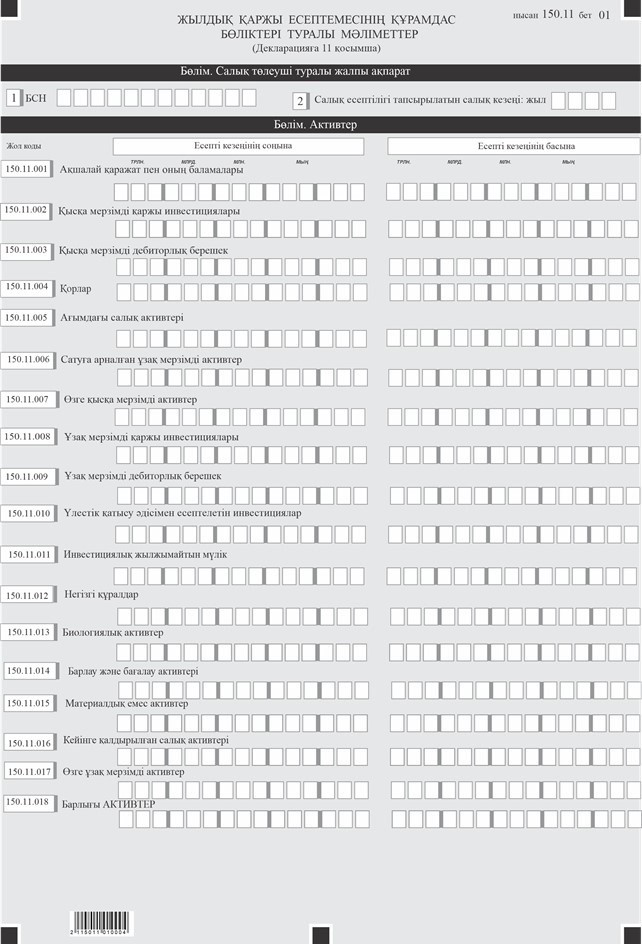 ЖЫЛДЫҚ ҚАРЖЫ ЕСЕПТЕМЕСІНІҢ ҚҰРАМДАС
БӨЛІКТЕРІ ТУРАЛЫ МӘЛІМЕТТЕР
(Декларацияға 11 қосымша)
нысан 150.11 бет 01
Бөлім. Салық төлеуші туралы жалпы ақпарат
1 БСН
2 Салық есептілігі тапсырылатын салық кезеңі: жыл
Бөлім. Активтер
Жол коды
Есепті кезеңінің соңына
Есепті кезеңінің басына
ТРЛН. МЛРД МЛН. МЫҢ ТРЛН. МЛРД МЛН. МЫҢ
150.11.001 Ақшалай қаражат пен оның баламалары
150.11.002 Қысқа мерзімді қаржы инвестициялары
150.11.003 Қысқа мерзімді дебиторлық берешек
150.11.004 Қорлар
150.11.005 Ағымдағы салық активтері
150.11.006 Сатуға арналған ұзақ мерзімді активтер
150.11.007 Өзге қысқа мерзімді активтер
150.11.008 Ұзақ мерзімді қаржы инвестициялары
150.11.009 Ұзақ мерзімді дебиторлық берешек
150.11.010 Үлестік қатысу әдісімен есептелетін инвестициялар
150.11.011 Инвестициялық жылжымайтын мүлік
150.11.012 Негізгі құралдар
150.11.013 Биологиялық активтер
150.11.014 Барлау және бағалау активтері
150.11.015 Материалдық емес активтер
150.11.016 Кейінге қалдырылған салық активтері
150.11.017 Өзге ұзақ мерзімді активтер
150.11.018 Барлығы АКТИВТЕР
2 115011 010004